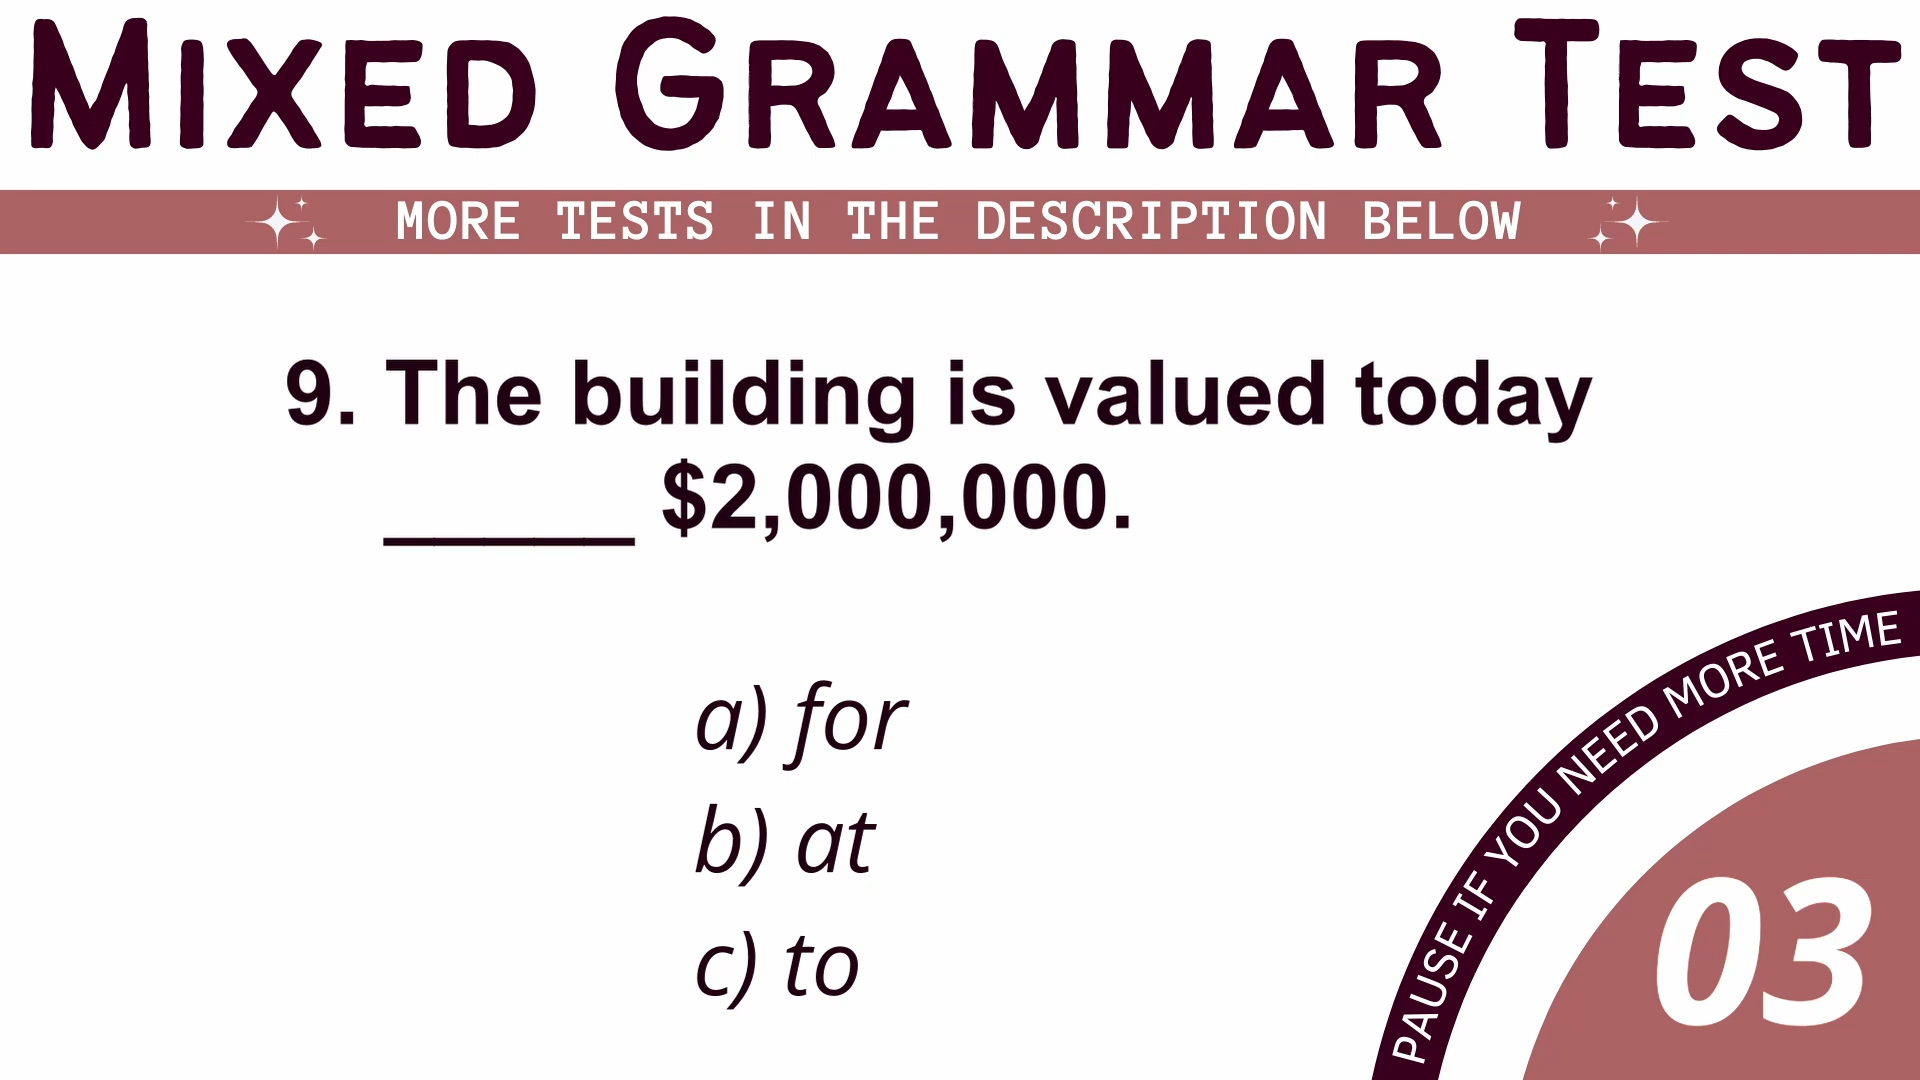 MIXED GRAMMAR TEST
MORE TESTS IN THE DESCRIPTION BELOW
9. The building is valued today
_____ $2,000,000.
a) for
b) at
c) to
PAUSE IF YOU NEED MORE TIME
03